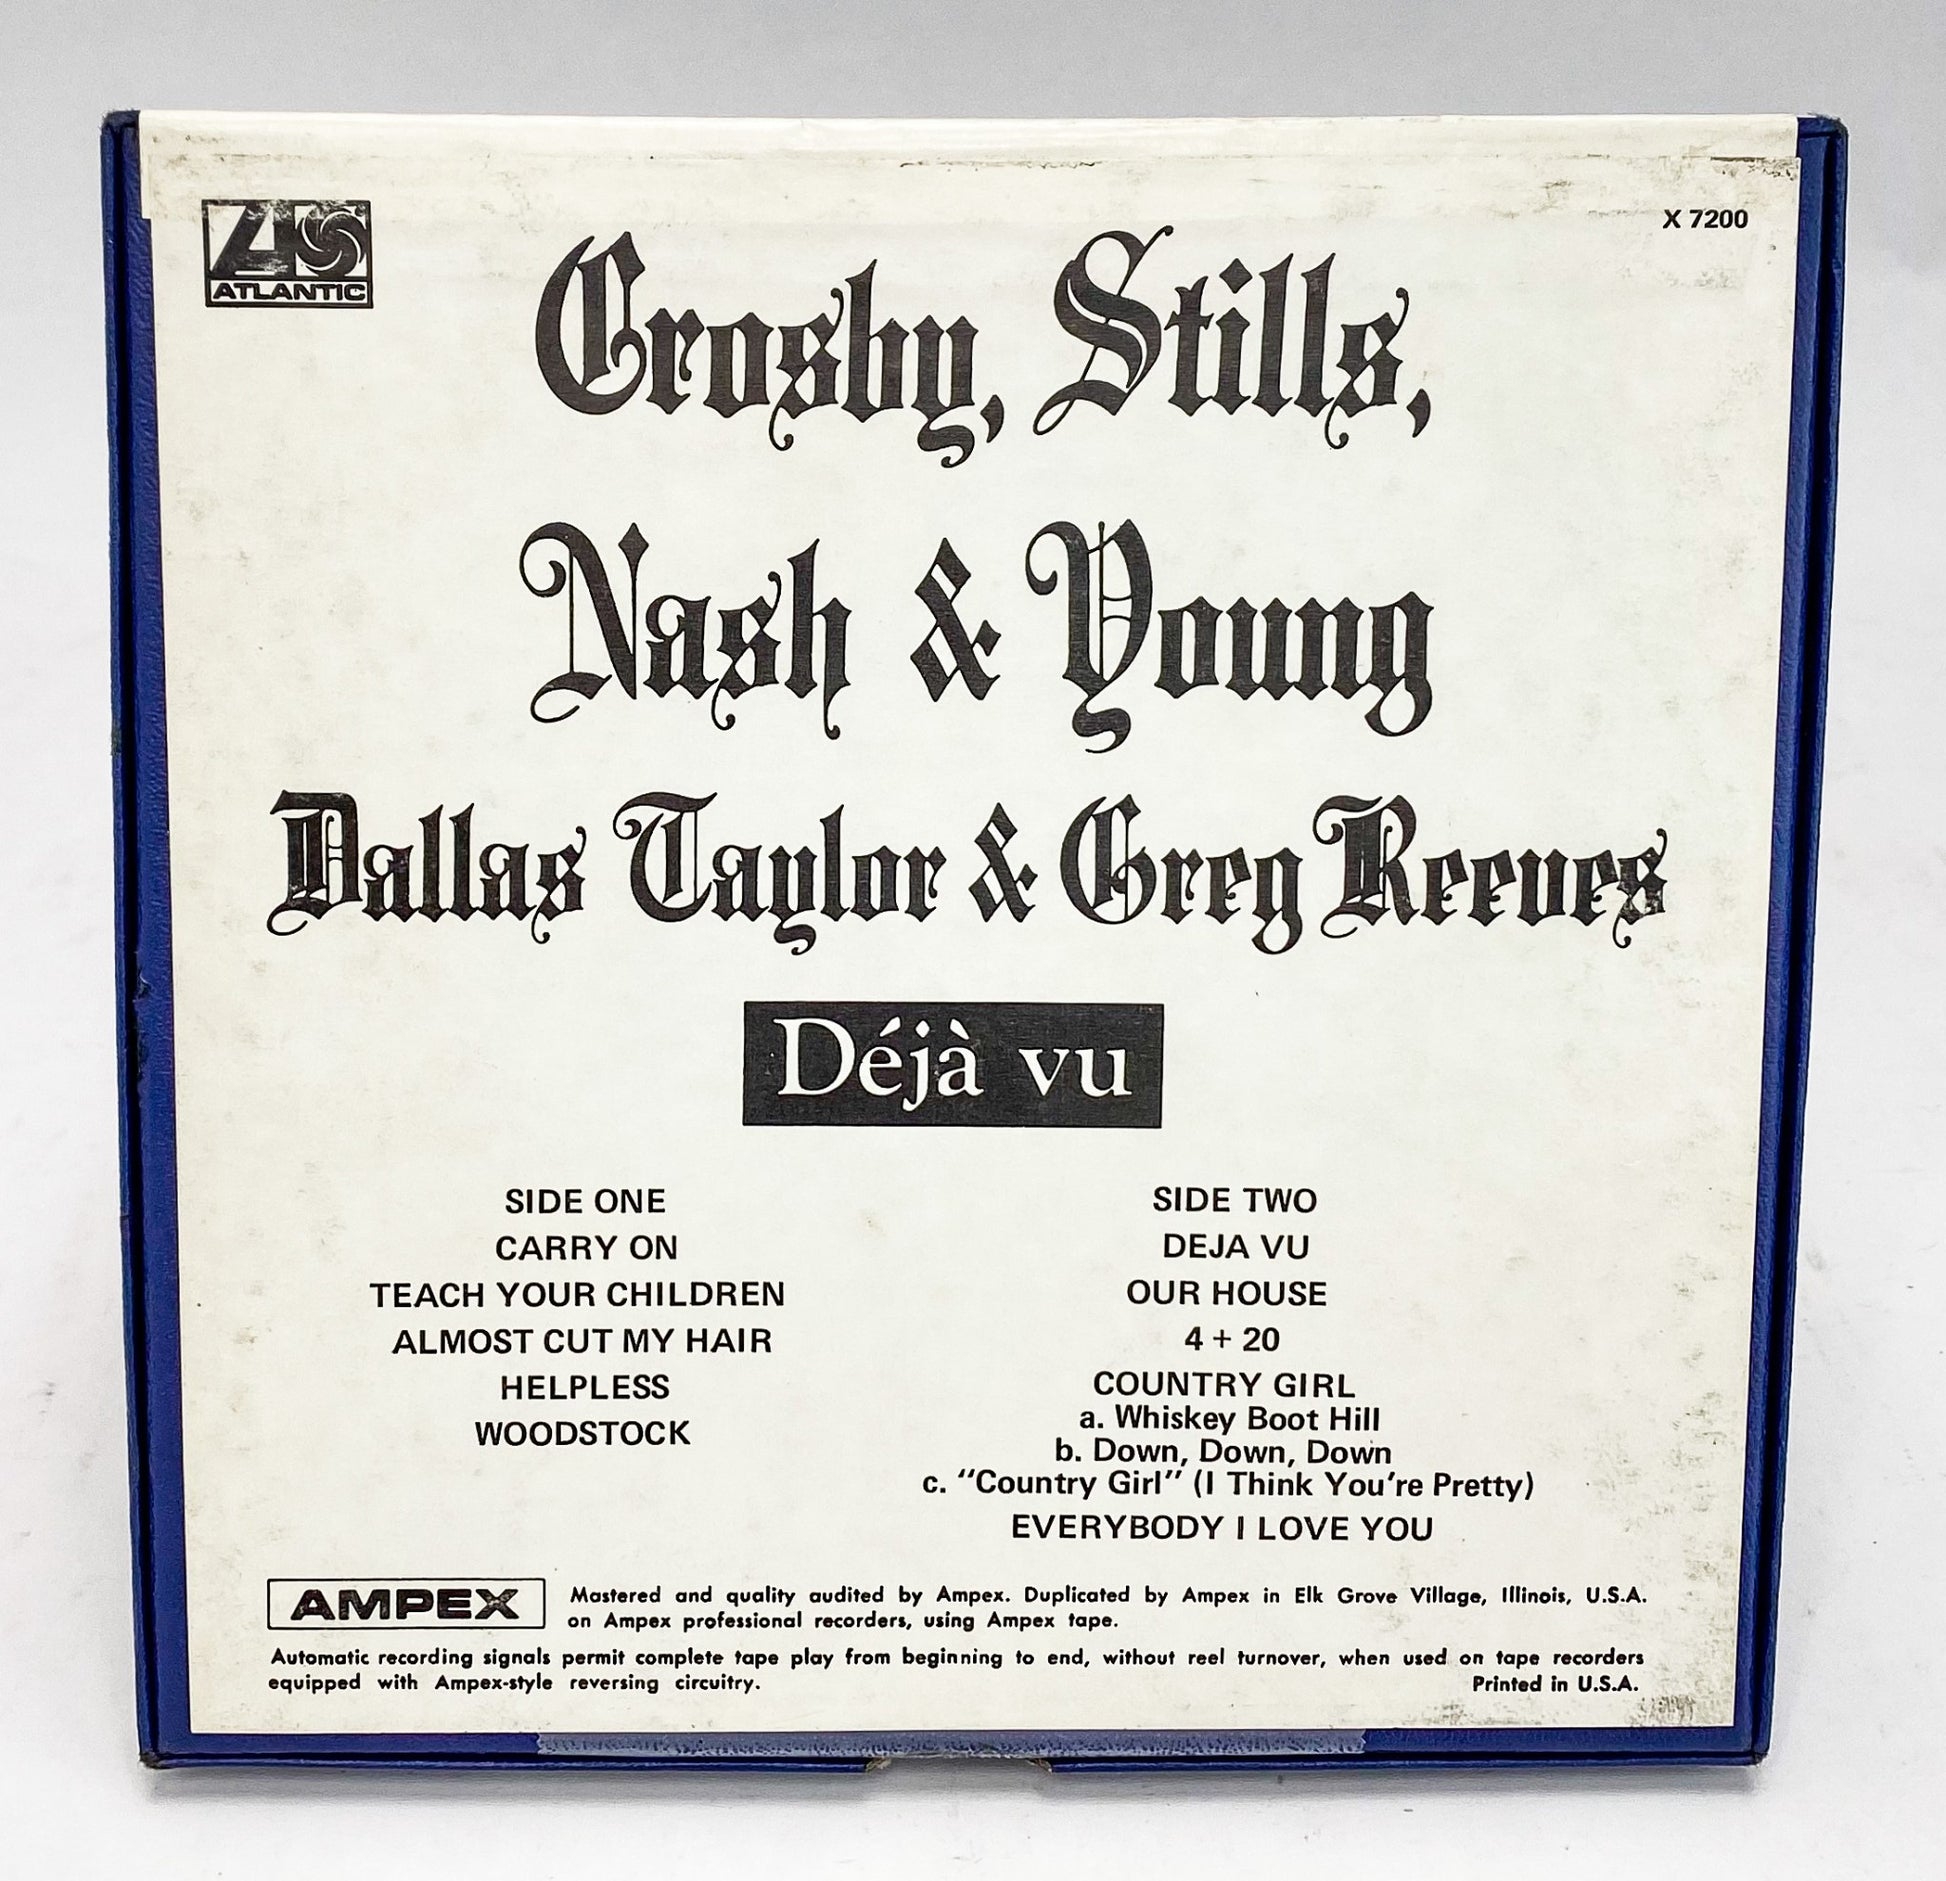 ATLANTIC
X 7200
Crosby, Stills,
Nash & Young
Dallas Taylor & Greg Reeves
Déjà vu
SIDE ONE
CARRY ON
TEACH YOUR CHILDREN
ALMOST CUT MY HAIR
HELPLESS
WOODSTOCK
SIDE TWO
DEJA VU
OUR HOUSE
4 + 20
COUNTRY GIRL
a. Whiskey Boot Hill
b. Down, Down, Down
c. "Country Girl" (I Think You're Pretty)
EVERYBODY I LOVE YOU
AMPEX
Mastered and quality audited by Ampex. Duplicated by Ampex in Elk Grove Village, Illinois, U.S.A.
on Ampex professional recorders, using Ampex tape.
Automatic recording signals permit complete tape play from beginning to end, without reel turnover, when used on tape recorders
equipped with Ampex-style reversing circuitry.
Printed in U.S.A.